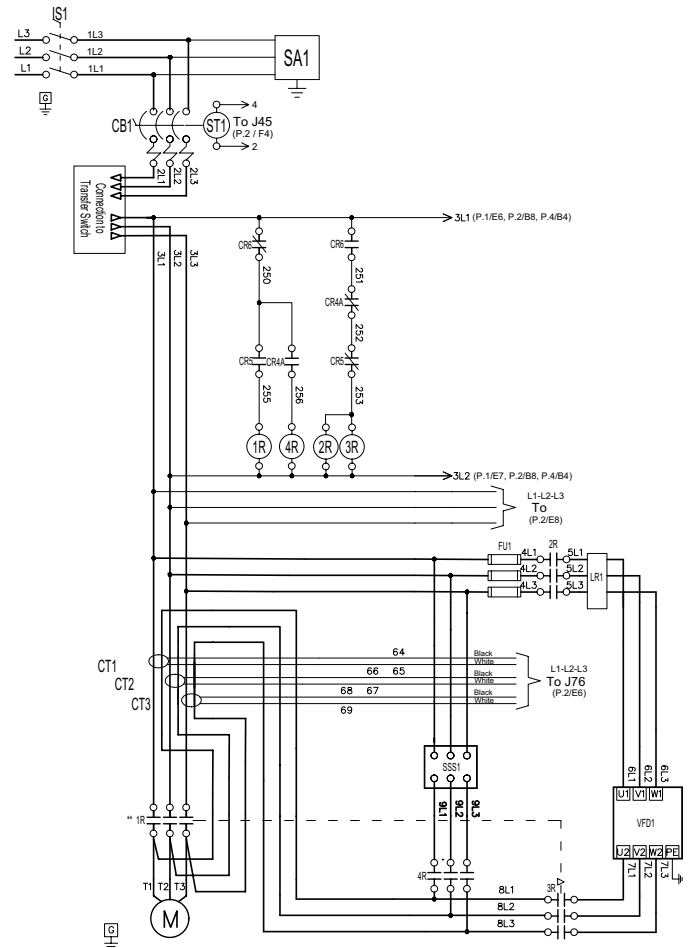 IS1
L3 1L3
L2 1L2
L1 1L1
SA1
G
CB1
ST1
4
To J45
(P.2 / F4)
2
2L1
2L2
2L3
Connection to
Transfer Switch
3L1 (P.1/E6, P.2/B8, P.4/B4)
3L1
3L2
3L3
CR6
250
CR6
251
CR4A
252
CR5
CR4A
CR5
255
256
253
1R
4R
2R
3R
3L2 (P.1/E7, P.2/B8, P.4/B4)
L1-L2-L3
To
(P.2/E8)
FU1
2R
4L1 5L1
4L2 5L2
4L3 5L3
LR1
CT1
CT2
CT3
64
66 65
68 67
69
Black
White
Black
White
Black
White
L1-L2-L3
To J76
(P.2/E6)
SSS1
6L1
6L2
6L3
U1 V1 W1
VFD1
U2 V2 W2 PE
7L1
7L2
7L3
9L1
9L2
9L3
** 1R
4R
T1 T2 T3
8L1
8L2
8L3
3R
M
G